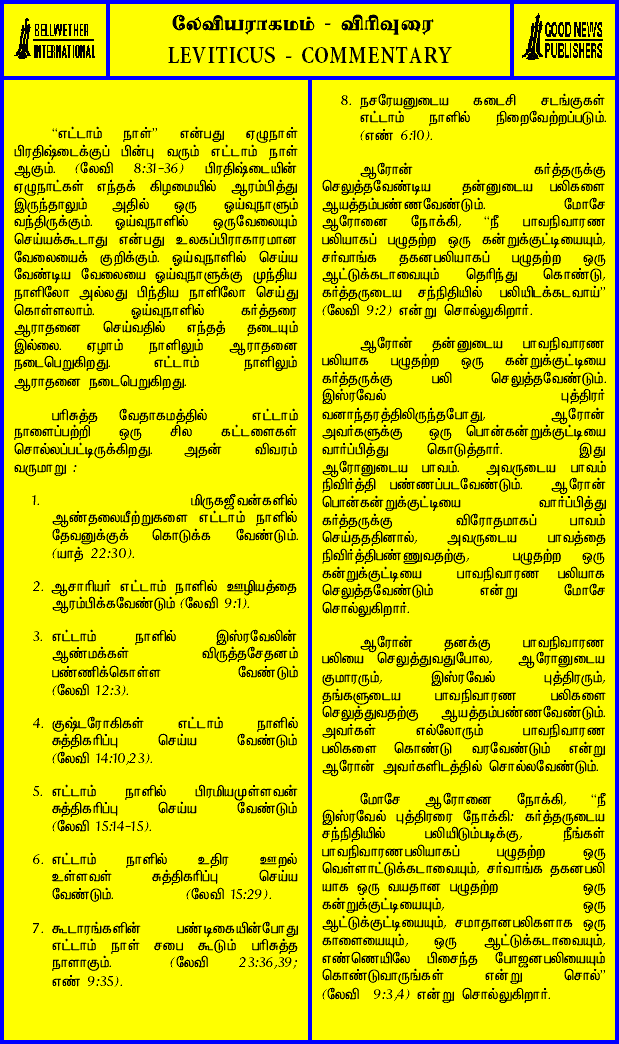 BELLWETHER
INTERNATIONAL
லேவியராகமம் - விரிவுரை
LEVITICUS - COMMENTARY
GOOD NEWS
PUBLISHERS
“எட்டாம் நாள்” என்பது ஏழுநாள்
பிரதிஷ்டைக்குப் பின்பு வரும் எட்டாம் நாள்
ஆகும். (லேவி 8:31-36) பிரதிஷ்டையின்
ஏழுநாட்கள் எந்தக் கிழமையில் ஆரம்பித்து
இருந்தாலும் அதில் ஒரு ஓய்வுநாளும்
வந்திருக்கும். ஓய்வுநாளில் ஒருவேலையும்
செய்யக்கூடாது என்பது உலகப்பிராகாரமான
வேலையைக் குறிக்கும். ஓய்வுநாளில் செய்ய
வேண்டிய வேலையை ஓய்வுநாளுக்கு முந்திய
நாளிலோ அல்லது பிந்திய நாளிலோ செய்து
கொள்ளலாம். ஓய்வுநாளில் கர்த்தரை
ஆராதனை செய்வதில் எந்தத் தடையும்
இல்லை. ஏழாம் நாளிலும் ஆராதனை
நடைபெறுகிறது. எட்டாம் நாளிலும்
ஆராதனை நடைபெறுகிறது.
பரிசுத்த வேதாகமத்தில் எட்டாம்
நாளைப்பற்றி ஒரு சில கட்டளைகள்
சொல்லப்பட்டிருக்கிறது. அதன் விவரம்
வருமாறு :
1. மிருகஜீவன்களில்
ஆண்தலையீற்றுகளை எட்டாம் நாளில்
தேவனுக்குக் கொடுக்க வேண்டும்.
(யாத் 22:30).
2. ஆசாரியர் எட்டாம் நாளில் ஊழியத்தை
ஆரம்பிக்கவேண்டும் (லேவி 9:1).
3. எட்டாம் நாளில் இஸ்ரவேலின்
ஆண்மக்கள் விருத்தசேதனம்
பண்ணிக்கொள்ள வேண்டும்
(லேவி 12:3).
4. குஷ்டரோகிகள் எட்டாம் நாளில்
சுத்திகரிப்பு செய்ய வேண்டும்
(லேவி 14:10,23).
5. எட்டாம் நாளில் பிரமியமுள்ளவன்
சுத்திகரிப்பு செய்ய வேண்டும்
(லேவி 15:14-15).
6. எட்டாம் நாளில் உதிர ஊறல்
உள்ளவள் சுத்திகரிப்பு செய்ய
வேண்டும். (லேவி 15:29).
7. கூடாரங்களின் பண்டிகையின்போது
எட்டாம் நாள் சபை கூடும் பரிசுத்த
நாளாகும். (லேவி 23:36,39;
எண் 9:35).
8. நசரேயனுடைய கடைசி சடங்குகள்
எட்டாம் நாளில் நிறைவேற்றப்படும்.
(எண் 6:10).
ஆரோன் கர்த்தருக்கு
செலுத்தவேண்டிய தன்னுடைய பலிகளை
ஆயத்தம்பண்ணவேண்டும். மோசே
ஆரோனை நோக்கி, “நீ பாவநிவாரண
பலியாகப் பழுதற்ற ஒரு கன்றுக்குட்டியையும்,
சர்வாங்க தகனபலியாகப் பழுதற்ற ஒரு
ஆட்டுக்கடாவையும் தெரிந்து கொண்டு,
கர்த்தருடைய சந்நிதியில் பலியிடக்கடவாய்”
(லேவி 9:2) என்று சொல்லுகிறார்.
ஆரோன் தன்னுடைய பாவநிவாரண
பலியாக பழுதற்ற ஒரு கன்றுக்குட்டியை
கர்த்தருக்கு பலி செலுத்தவேண்டும்.
இஸ்ரவேல் புத்திரர்
வனாந்தரத்திலிருந்தபோது, ஆரோன்
அவர்களுக்கு ஒரு பொன்கன்றுக்குட்டியை
வார்ப்பித்து கொடுத்தார். இது
ஆரோனுடைய பாவம். அவருடைய பாவம்
நிவிர்த்தி பண்ணப்படவேண்டும். ஆரோன்
பொன்கன்றுக்குட்டியை வார்ப்பித்து
கர்த்தருக்கு விரோதமாகப் பாவம்
செய்தததினால், அவருடைய பாவத்தை
நிவிர்த்திபண்ணுவதற்கு, பழுதற்ற ஒரு
கன்றுக்குட்டியை பாவநிவாரண பலியாக
செலுத்தவேண்டும் என்று மோசே
சொல்லுகிறார்.
ஆரோன் தனக்கு பாவநிவாரண
பலியை செலுத்துவதுபோல, ஆரோனுடைய
குமாரரும், இஸ்ரவேல் புத்திரரும்,
தங்களுடைய பாவநிவாரண பலிகளை
செலுத்துவதற்கு ஆயத்தம்பண்ணவேண்டும்.
அவர்கள் எல்லோரும் பாவநிவாரண
பலிகளை கொண்டு வரவேண்டும் என்று
ஆரோன் அவர்களிடத்தில் சொல்லவேண்டும்.
மோசே ஆரோனை நோக்கி, “நீ
இஸ்ரவேல் புத்திரரை நோக்கி: கர்த்தருடைய
சந்நிதியில் பலியிடும்படிக்கு, நீங்கள்
பாவநிவாரணபலியாகப் பழுதற்ற ஒரு
வெள்ளாட்டுக்கடாவையும், சர்வாங்க தகனபலி
யாக ஒரு வயதான பழுதற்ற ஒரு
கன்றுக்குட்டியையும், ஒரு
ஆட்டுக்குட்டியையும், சமாதானபலிகளாக ஒரு
காளையையும், ஒரு ஆட்டுக்கடாவையும்,
எண்ணெயிலே பிசைந்த போஜனபலியையும்
கொண்டுவாருங்கள் என்று சொல்”
(லேவி 9:3,4) என்று சொல்லுகிறார்.